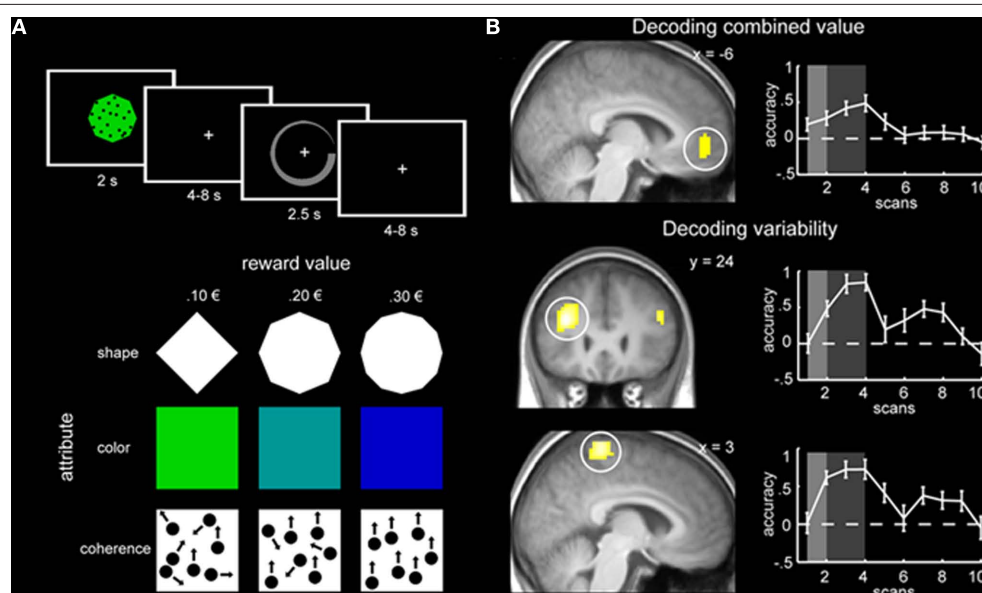 A
2 s
4-8 s
2.5 s
4-8 s
reward value
.10 € .20 € .30 €
attribute
shape
color
coherence
B
Decoding combined value
x = -6
accuracy
1
.5
0
-.5
2 4 6 8 10
scans
Decoding variability
y = 24
accuracy
1
.5
0
-.5
2 4 6 8 10
scans
x = 3
accuracy
1
.5
0
-.5
2 4 6 8 10
scans